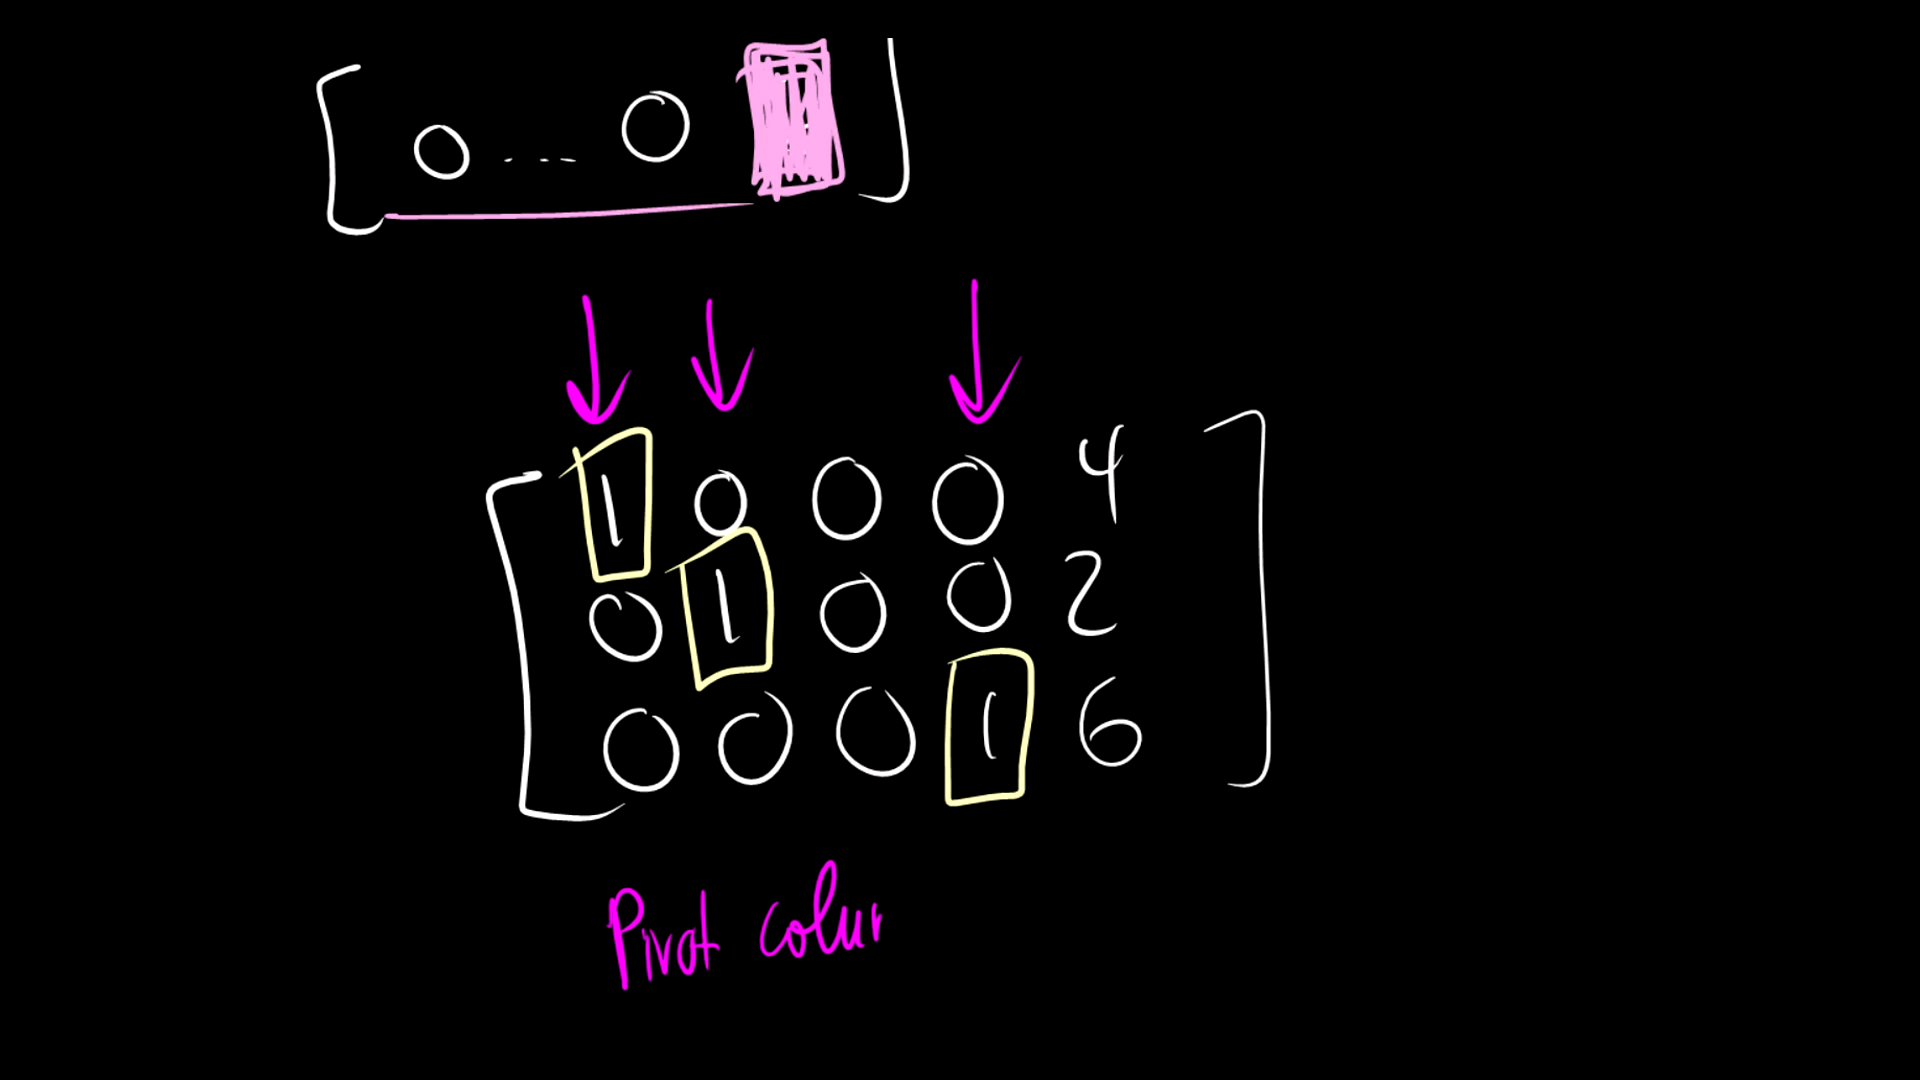 [ 0 ... 0 ]
[ 1 0 0 0 4
0 1 0 0 2
0 0 0 1 6 ]
Pivot colur